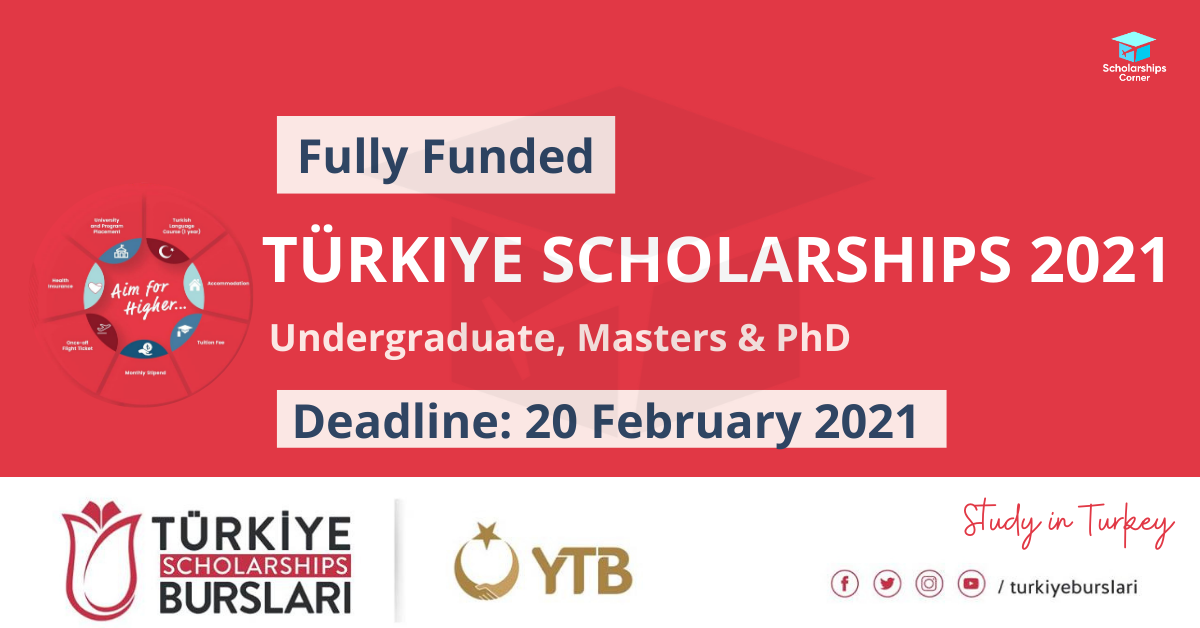 Scholarships
Corner
Fully Funded
TÜRKIYE SCHOLARSHIPS 2021
Undergraduate, Masters & PhD
Deadline: 20 February 2021
University
and Program
Placement
Turkish
Language
Course (1 year)
Health
Insurance
Accommodation
Aim for
Higher...
Once-off
Flight Ticket
Tuition Fee
Monthly Stipend
TÜRKİYE
SCHOLARSHIPS
BURSLARI
YTB
Study in Turkey
/ turkiyeburslari